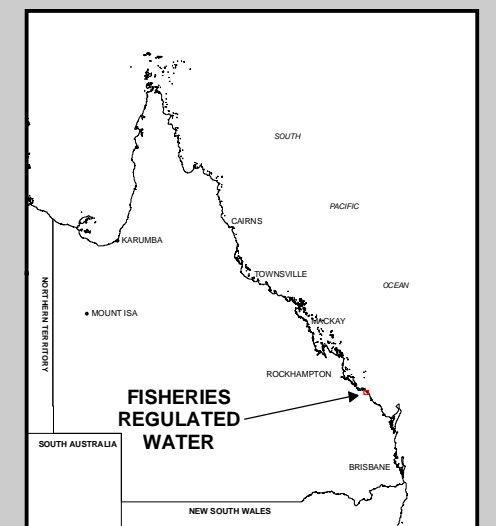 SOUTH
PACIFIC
CAIRNS
KARUMBA
TOWNSVILLE
OCEAN
NORTHERN TERRITORY
MOUNT ISA
MACKAY
ROCKHAMPTON
FISHERIES
REGULATED
WATER
SOUTH AUSTRALIA
BRISBANE
NEW SOUTH WALES